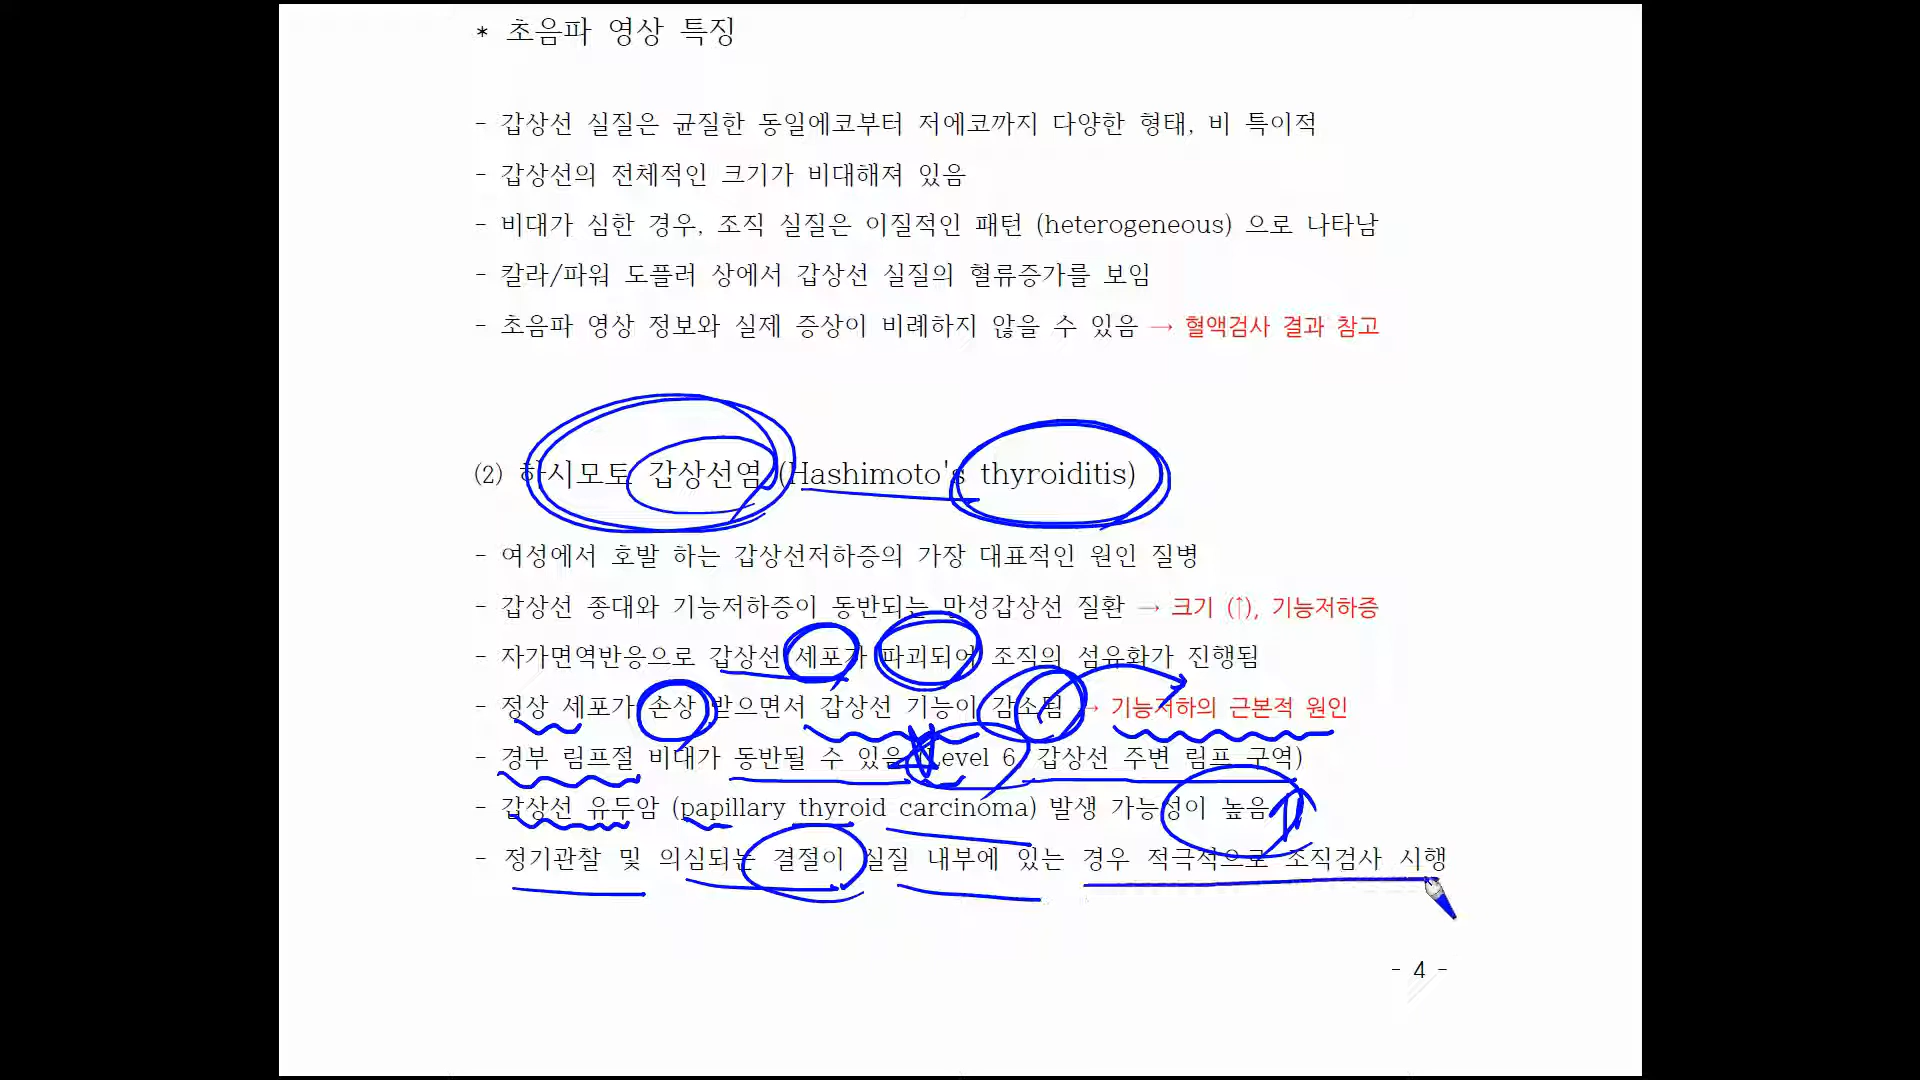 * 초음파 영상 특징
- 갑상선 실질은 균질한 동일에코부터 저에코까지 다양한 형태, 비 특이적
- 갑상선의 전체적인 크기가 비대해져 있음
- 비대가 심한 경우, 조직 실질은 이질적인 패턴 (heterogeneous) 으로 나타남
- 칼라/파워 도플러 상에서 갑상선 실질의 혈류증가를 보임
- 초음파 영상 정보와 실제 증상이 비례하지 않을 수 있음 → 혈액검사 결과 참고
(2) 하시모토 갑상선염 (Hashimoto's thyroiditis)
- 여성에서 호발 하는 갑상선저하증의 가장 대표적인 원인 질병
- 갑상선 종대와 기능저하증이 동반되는 만성갑상선 질환 → 크기 (↑), 기능저하증
- 자가면역반응으로 갑상선 세포가 파괴되어 조직의 섬유화가 진행됨
- 정상 세포가 손상 받으면서 갑상선 기능이 감소됨 → 기능저하의 근본적 원인
- 경부 림프절 비대가 동반될 수 있음 (Level 6, 갑상선 주변 림프 구역)
- 갑상선 유두암 (papillary thyroid carcinoma) 발생 가능성이 높음
- 정기관찰 및 의심되는 결절이 실질 내부에 있는 경우 적극적으로 조직검사 시행
- 4 -